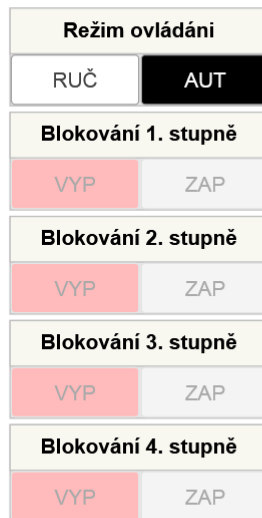 Režim ovládáni
RUČ AUT
Blokování 1. stupně
VYP ZAP
Blokování 2. stupně
VYP ZAP
Blokování 3. stupně
VYP ZAP
Blokování 4. stupně
VYP ZAP